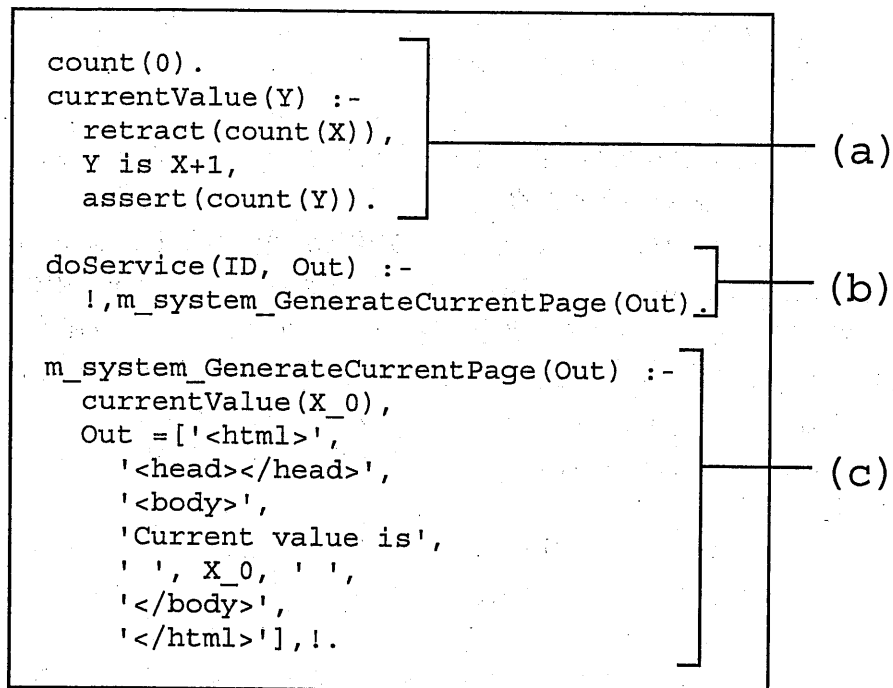 count(0).
currentValue(Y) :-
retract(count(X)),
Y is X+1,
assert(count(Y)).
(a)
doService(ID, Out) :-
!,m_system_GenerateCurrentPage(Out).
(b)
m_system_GenerateCurrentPage(Out) :-
currentValue(X_0),
Out =['<html>',
'<head></head>',
'<body>',
'Current value is',
' ', X_0, ' ',
'</body>',
'</html>'],!.
(c)